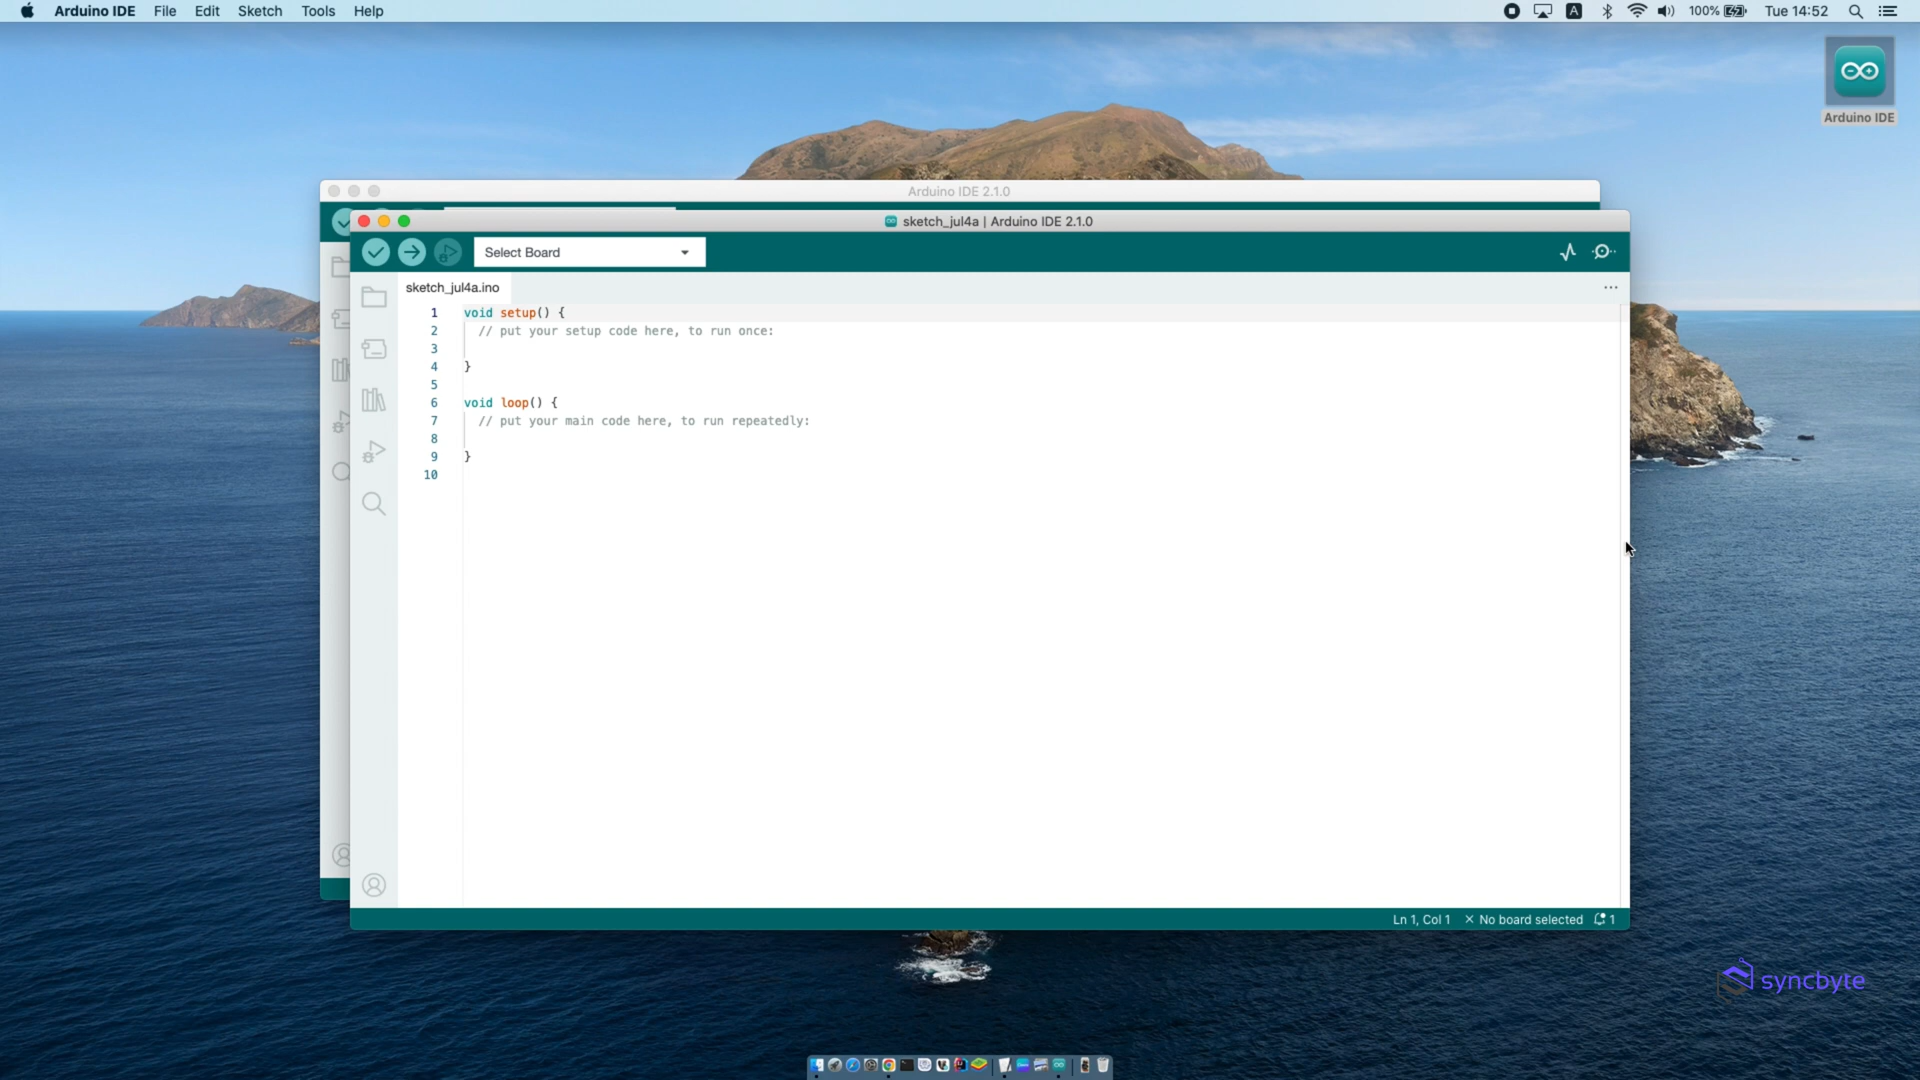 Arduino IDE File Edit Sketch Tools Help
A 100% Tue 14:52
Arduino IDE
Arduino IDE 2.1.0
sketch_jul4a | Arduino IDE 2.1.0
Select Board
sketch_jul4a.ino
1 void setup() {
2 // put your setup code here, to run once:
3
4 }
5
6 void loop() {
7 // put your main code here, to run repeatedly:
8
9 }
10
Ln 1, Col 1 × No board selected 1
syncbyte